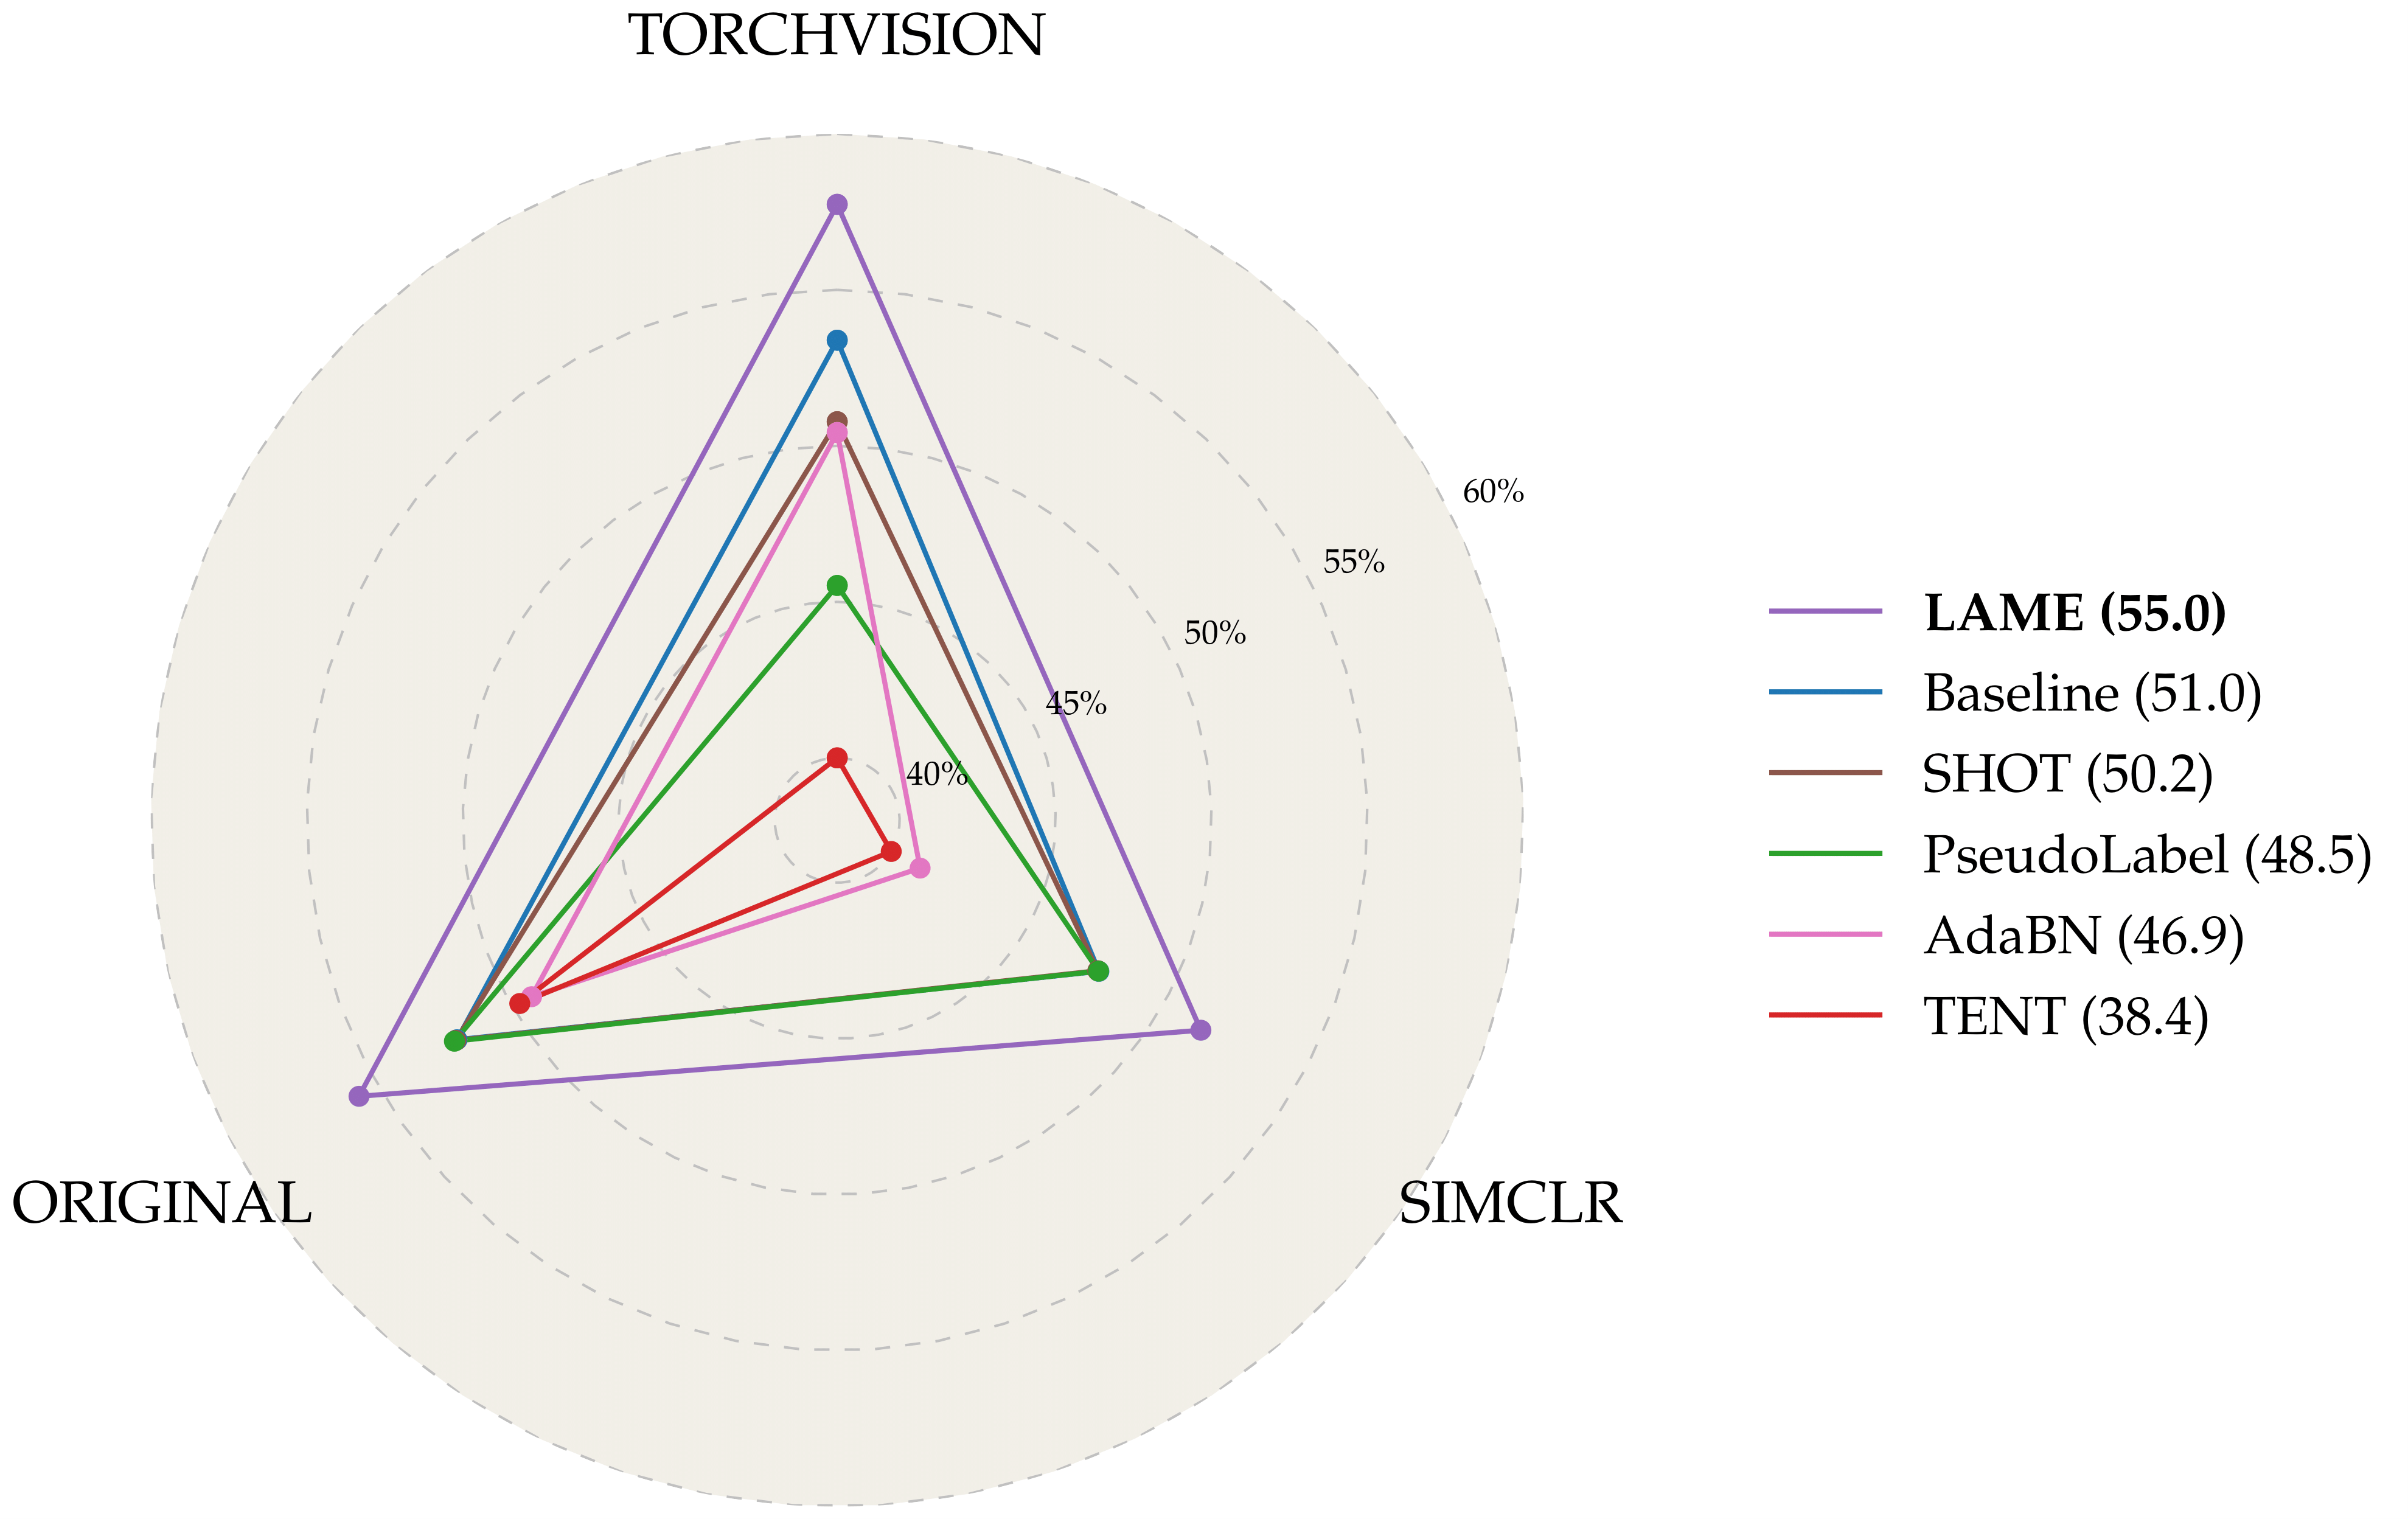 TORCHVISION
60%
55%
50%
45%
40%
ORIGINAL
SIMCLR
LAME (55.0)
Baseline (51.0)
SHOT (50.2)
PseudoLabel (48.5)
AdaBN (46.9)
TENT (38.4)